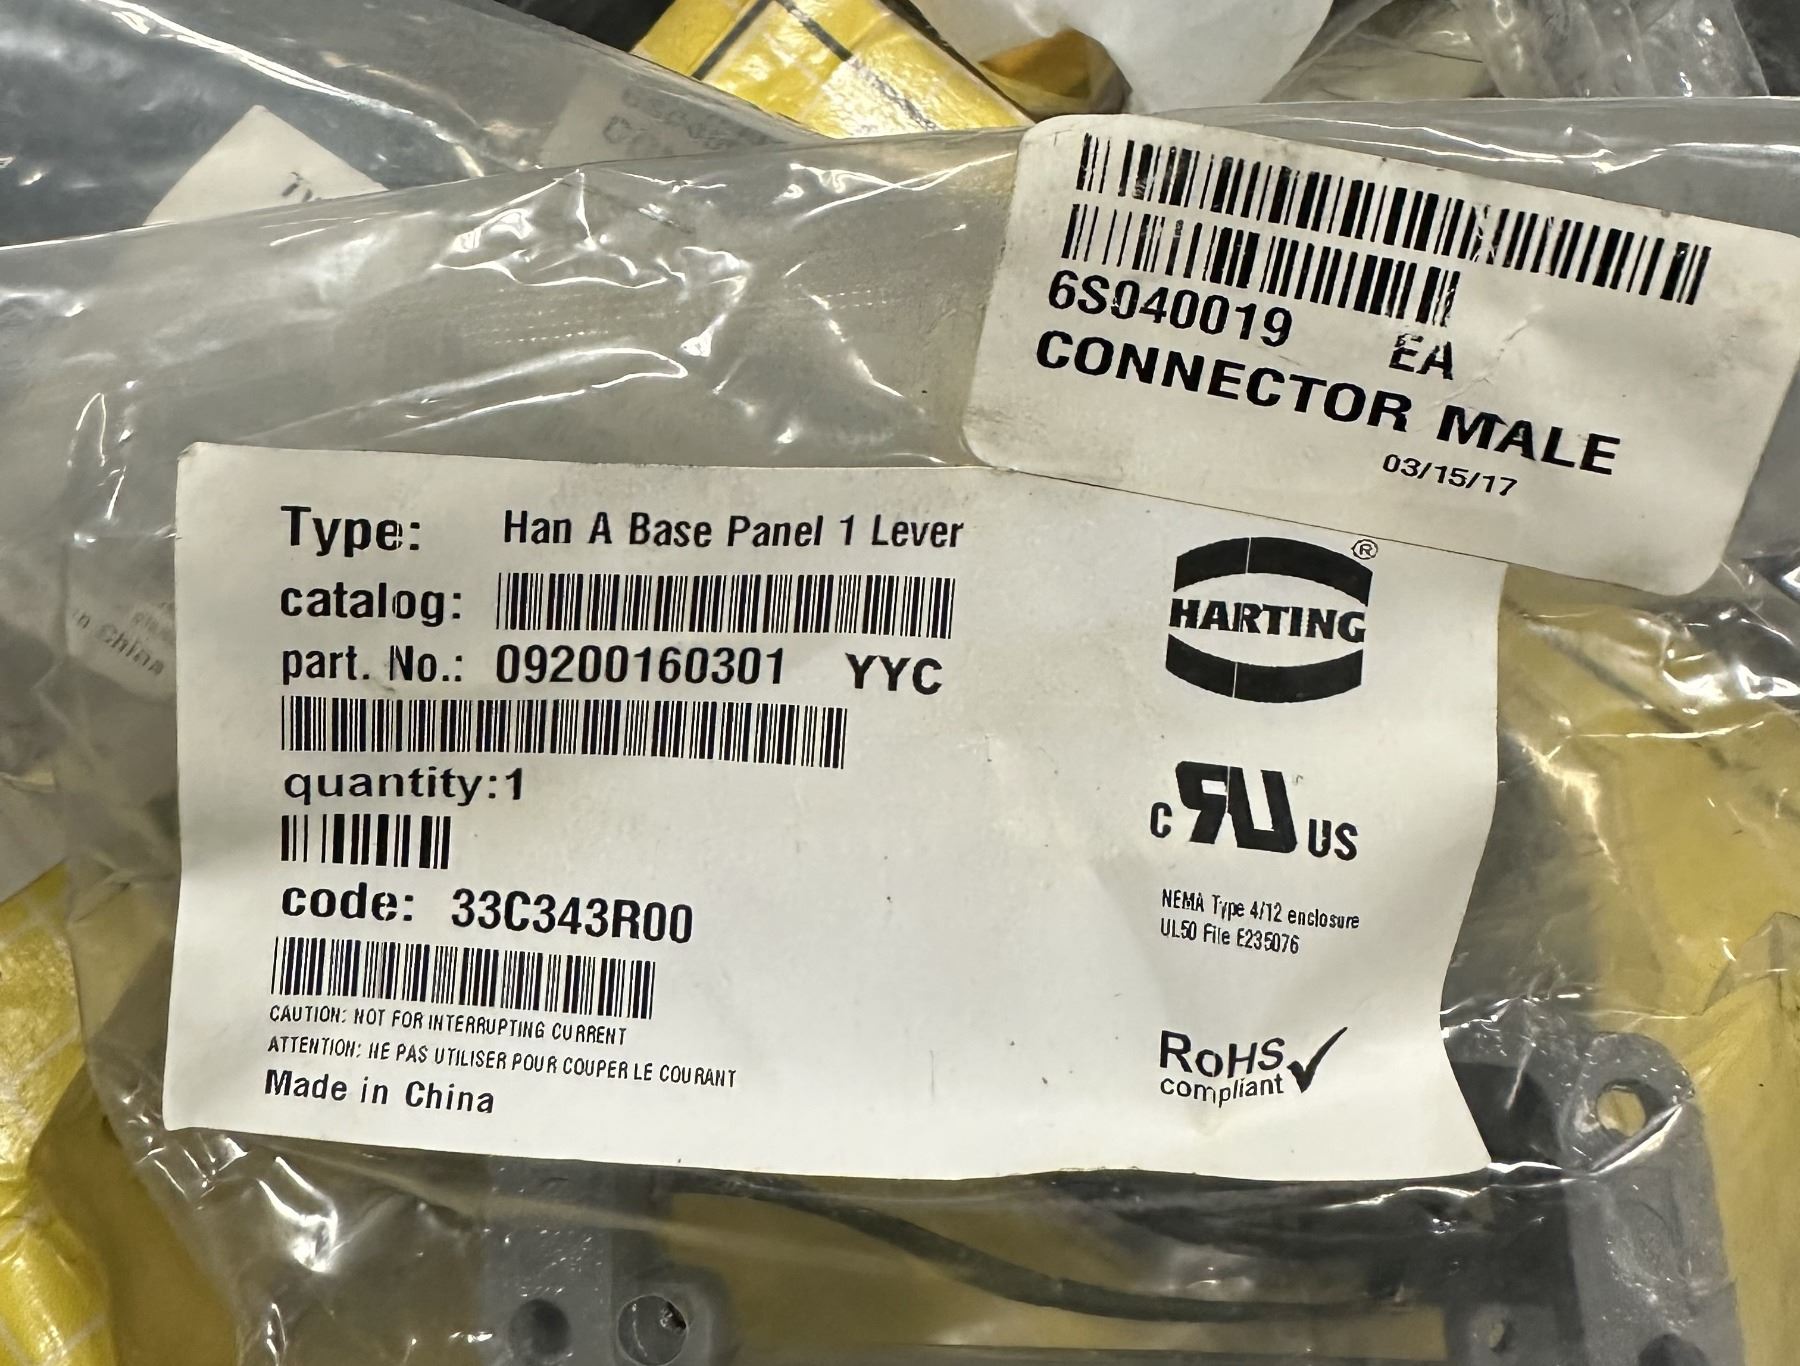 6S040019 EA
CONNECTOR MALE
03/15/17
Type: Han A Base Panel 1 Lever
catalog:
part. No.: 09200160301 YYC
quantity:1
code: 33C343R00
CAUTION: NOT FOR INTERRUPTING CURRENT
ATTENTION: NE PAS UTILISER POUR COUPER LE COURANT
Made in China
®
HARTING
c RU US
NEMA Type 4/12 enclosure
UL50 File E235076
RoHS
compliant